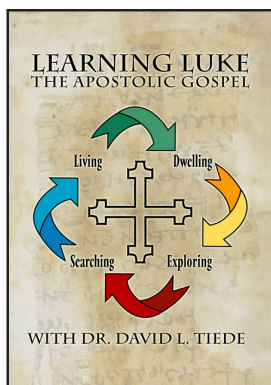 LEARNING LUKE
THE APOSTOLIC GOSPEL
Living
Dwelling
Searching
Exploring
WITH DR. DAVID L. TIEDE